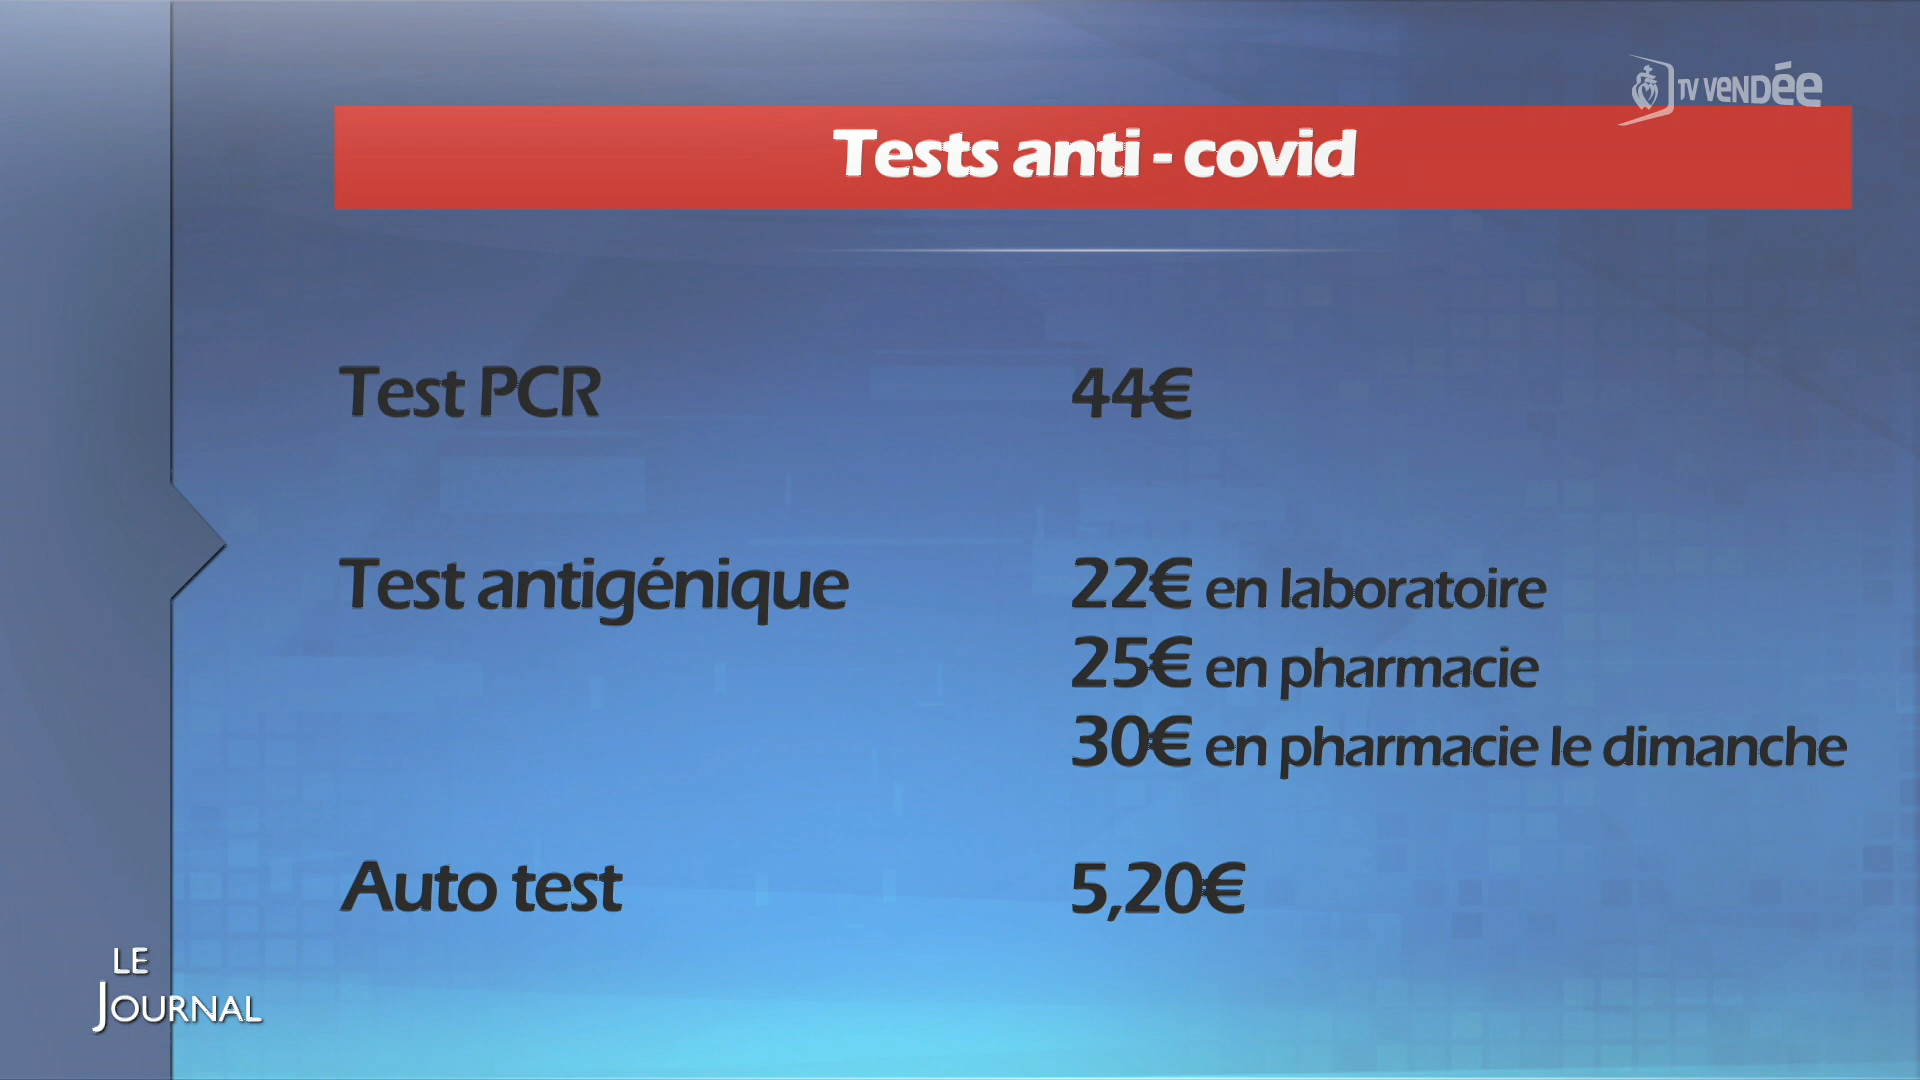 TV VENDÉE
Tests anti - covid
Test PCR 44€
Test antigénique 22€ en laboratoire
25€ en pharmacie
30€ en pharmacie le dimanche
Auto test 5,20€
LE
JOURNAL